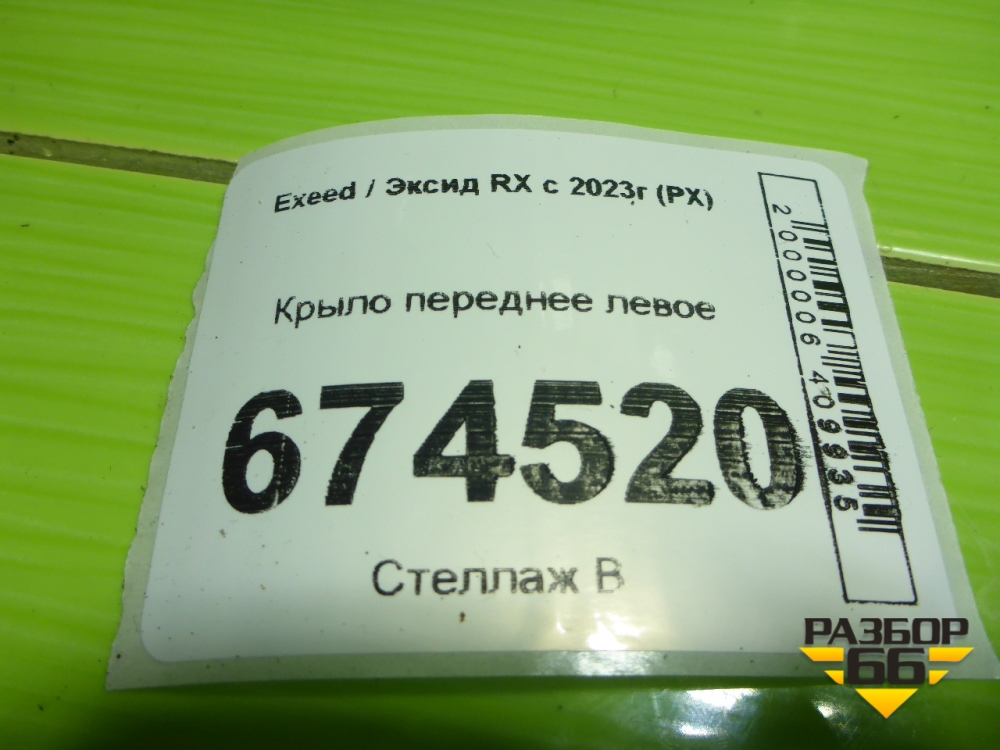 Exeed / Эксид RX с 2023г (РХ)
Крыло переднее левое
674520
Стеллаж В
2000006409935
РАЗБОР
66